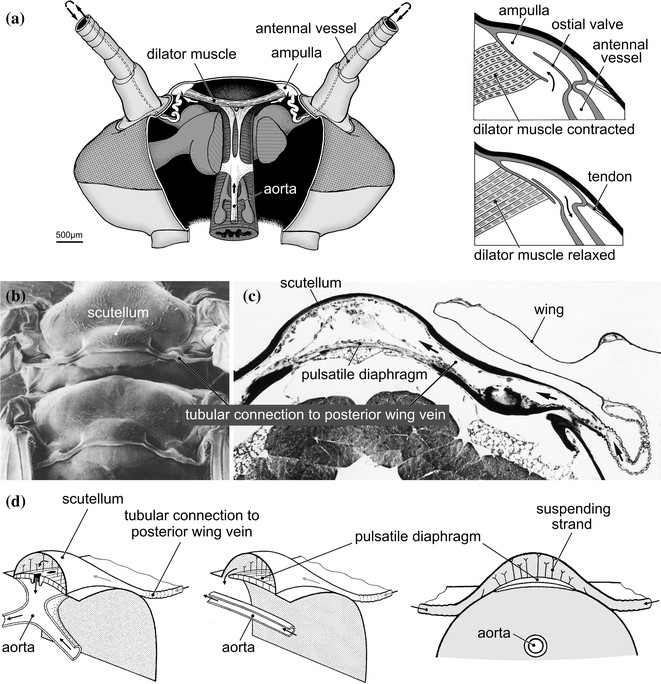 (a)
dilator muscle
antennal vessel
ampulla
aorta
500µm
ampulla
ostial valve
antennal
vessel
dilator muscle contracted
tendon
dilator muscle relaxed
(b)
scutellum
(c)
scutellum
wing
pulsatile diaphragm
tubular connection to posterior wing vein
(d)
scutellum
tubular connection to
posterior wing vein
aorta
pulsatile diaphragm
aorta
suspending
strand
aorta